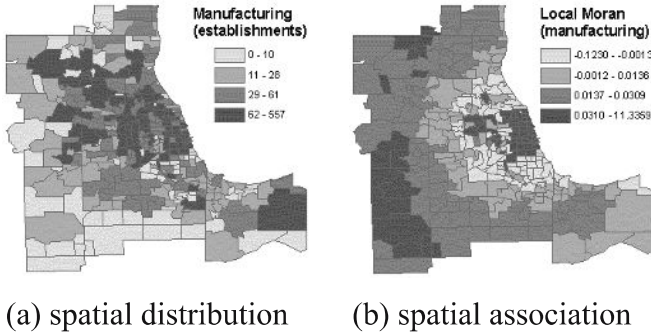 Manufacturing
(establishments)
0 - 10
11 - 28
29 - 61
62 - 557
Local Moran
(manufacturing)
-0.1230 - -0.0013
-0.0012 - 0.0136
0.0137 - 0.0309
0.0310 - 11.3359
(a) spatial distribution
(b) spatial association